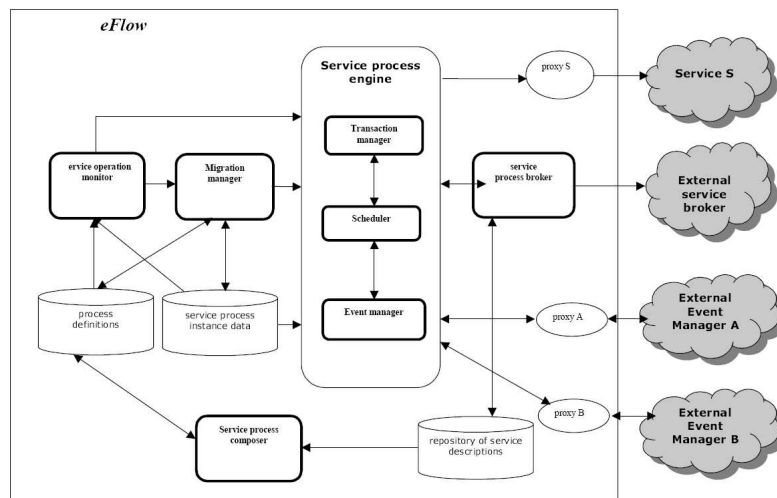 eFlow
Service process
engine
proxy S
Service S
Transaction
manager
ervice operation
monitor
Migration
manager
service
process broker
External
service
broker
Scheduler
process
definitions
service process
instance data
Event manager
proxy A
External
Event
Manager A
Service process
composer
repository of service
descriptions
proxy B
External
Event
Manager B